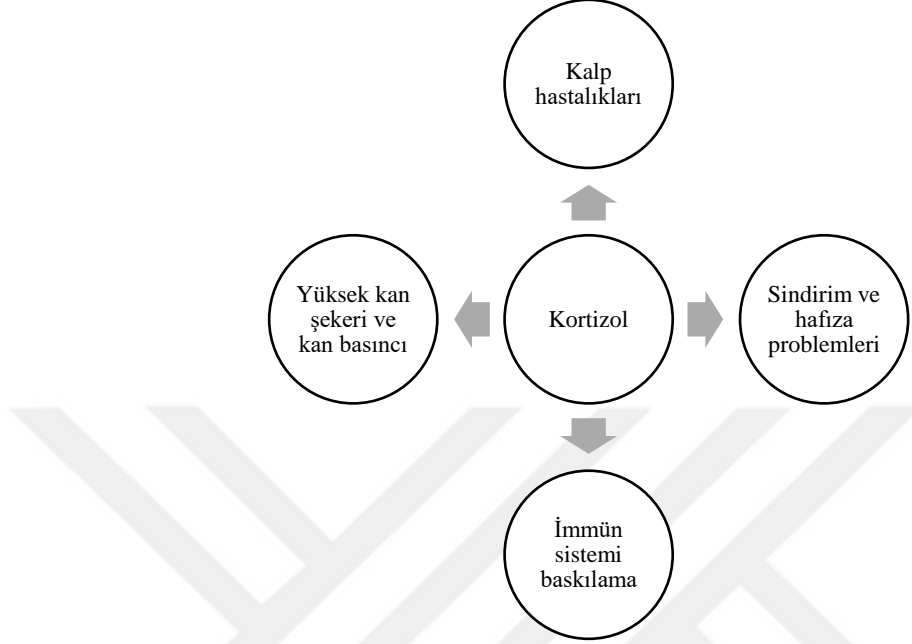 Kalp
hastalıkları
Yüksek kan
şekeri ve
kan basıncı
Kortizol
Sindirim ve
hafıza
problemleri
İmmün
sistemi
baskılama